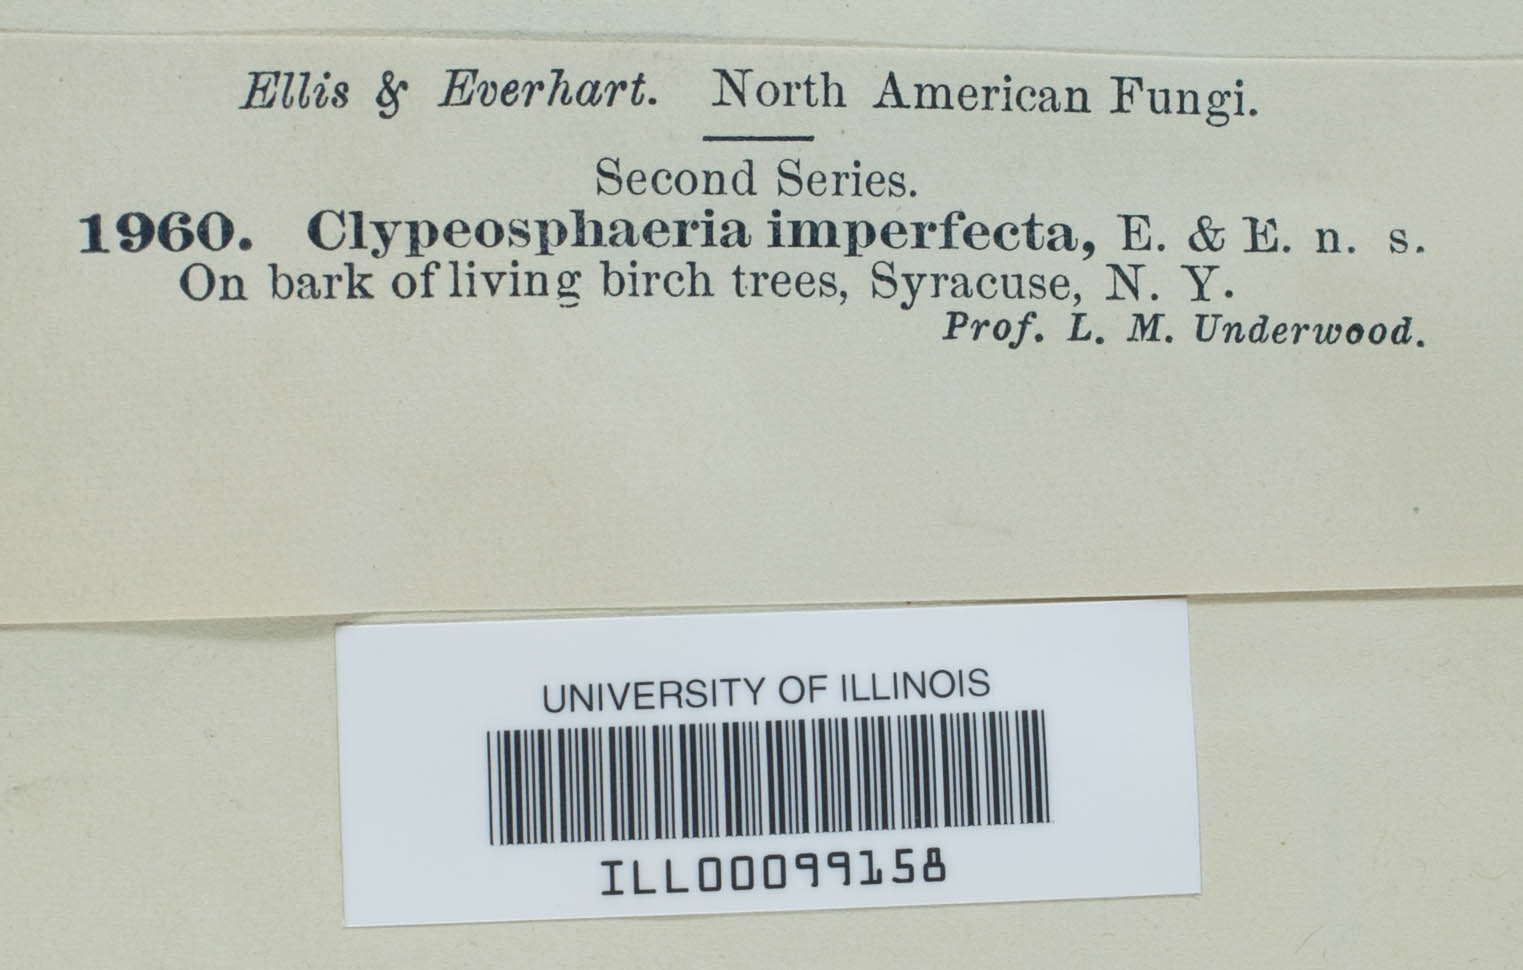 Ellis & Everhart. North American Fungi.
Second Series.
1960. Clypeosphaeria imperfecta, E. & E. n. s.
On bark of living birch trees, Syracuse, N. Y.
Prof. L. M. Underwood.
UNIVERSITY OF ILLINOIS
ILL00099158